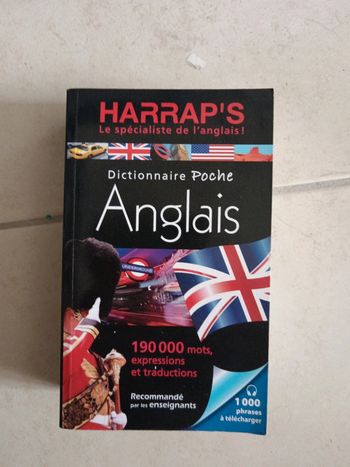 HARRAP'S
Le spécialiste de l'anglais !
Dictionnaire Poche
Anglais
UNDERGROUND
190 000 mots,
expressions
et traductions
Recommandé
par les enseignants
1 000
phrases
à télécharger